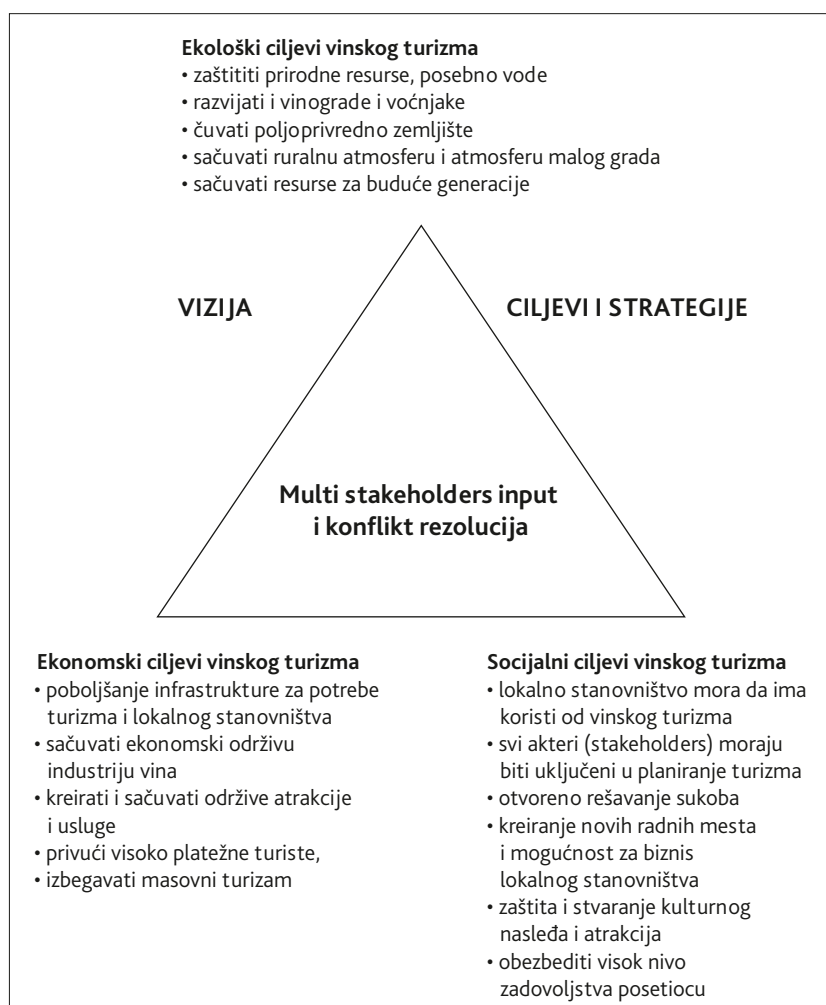 Ekološki ciljevi vinskog turizma
• zaštititi prirodne resurse, posebno vode
• razvijati i vinograde i voćnjake
• čuvati poljoprivredno zemljište
• sačuvati ruralnu atmosferu i atmosferu malog grada
• sačuvati resurse za buduće generacije
VIZIJA
CILJEVI I STRATEGIJE
Multi stakeholders input
i konflikt rezolucija
Ekonomski ciljevi vinskog turizma
• poboljšanje infrastrukture za potrebe
turizma i lokalnog stanovništva
• sačuvati ekonomski održivu
industriju vina
• kreirati i sačuvati održive atrakcije
i usluge
• privući visoko platežne turiste,
• izbegavati masovni turizam
Socijalni ciljevi vinskog turizma
• lokalno stanovništvo mora da ima
koristi od vinskog turizma
• svi akteri (stakeholders) moraju
biti uključeni u planiranje turizma
• otvoreno rešavanje sukoba
• kreiranje novih radnih mesta
i mogućnost za biznis
lokalnog stanovništva
• zaštita i stvaranje kulturnog
nasleđa i atrakcija
• obezbediti visok nivo
zadovoljstva posetiocu